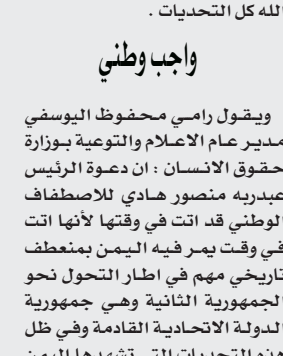 الله كل التحديات .
واجب وطني
ويقول رامي محفوظ اليوسفي
مدير عام الاعلام والتوعية بوزارة
حقوق الانسان : ان دعوة الرئيس
عبدربه منصور هادي للاصطفاف
الوطني قد اتت في وقتها لأنها اتت
في وقت يمر فيه اليمن بمنعطف
تاريخي مهم في اطار التحول نحو
الجمهورية الثانية وهي جمهورية
الدولة الاتحادية القادمة وفي ظل
هذه التحديات التي تشهدها اليمن